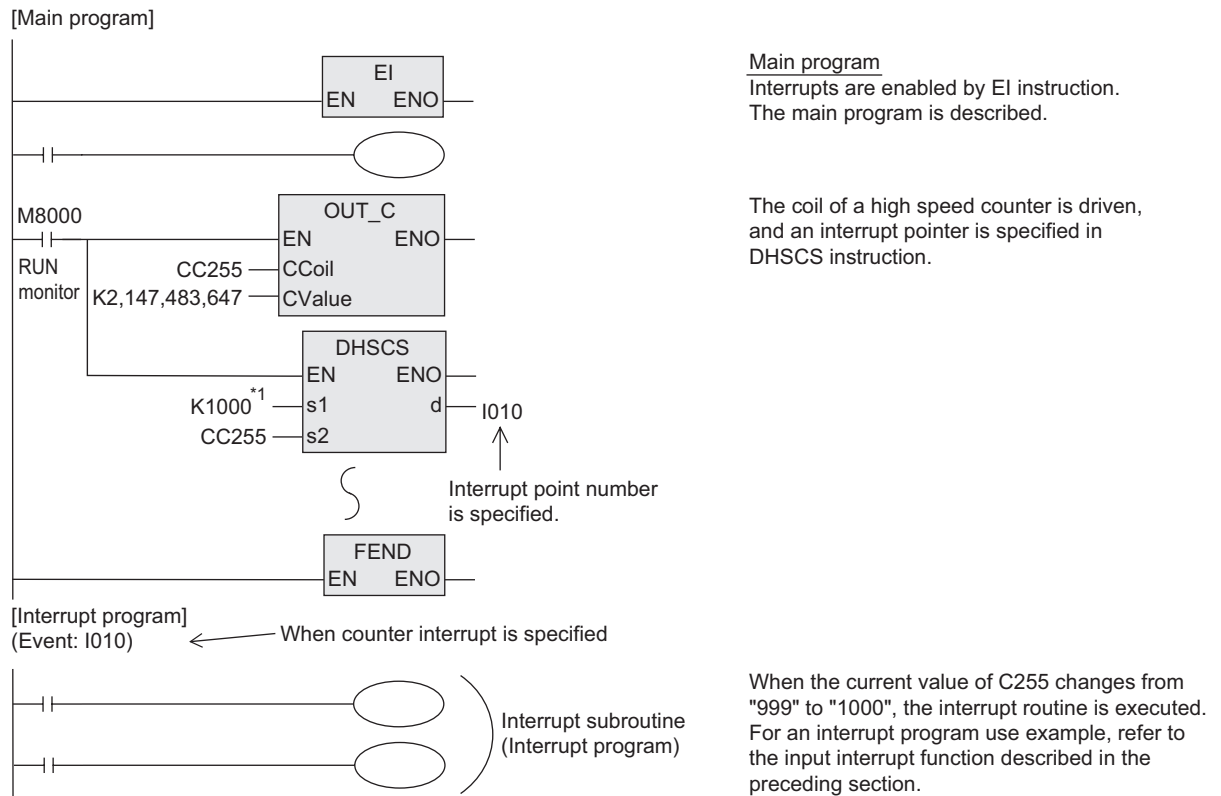 [Main program]
EI
EN ENO
Main program
Interrupts are enabled by EI instruction.
The main program is described.
M8000
RUN
monitor
OUT_C
EN ENO
CC255 CCoil
K2,147,483,647 CValue
The coil of a high speed counter is driven,
and an interrupt pointer is specified in
DHSCS instruction.
DHSCS
EN ENO
K1000*1 s1 d I010
CC255 s2
Interrupt point number
is specified.
FEND
EN ENO
[Interrupt program]
(Event: I010)
When counter interrupt is specified
Interrupt subroutine
(Interrupt program)
When the current value of C255 changes from
"999" to "1000", the interrupt routine is executed.
For an interrupt program use example, refer to
the input interrupt function described in the
preceding section.